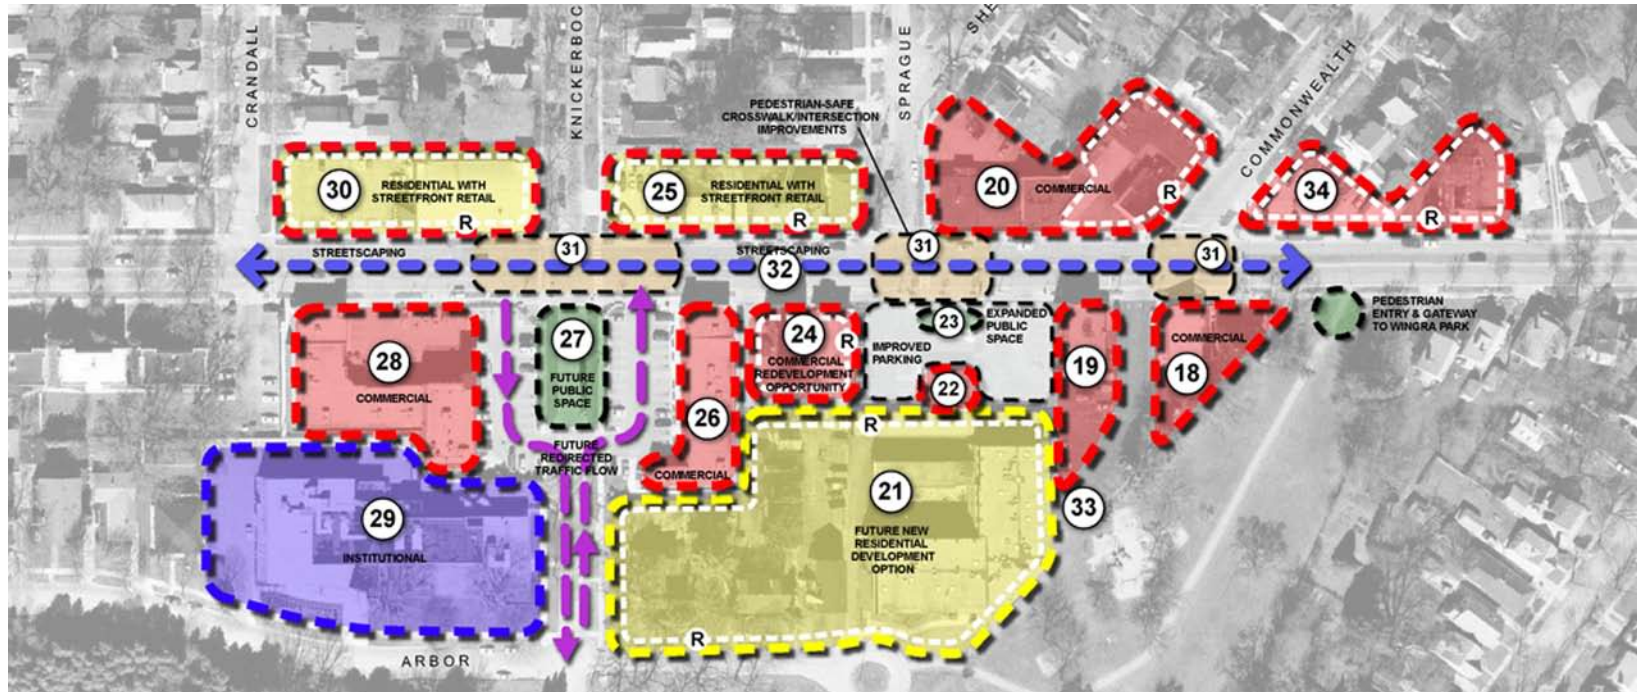 CRANDALL
KNICKERBOC
SPRAGUE
SHE
COMMONWEALTH
PEDESTRIAN-SAFE
CROSSWALK/INTERSECTION
IMPROVEMENTS
30
RESIDENTIAL WITH
STREETFRONT RETAIL
R
25
RESIDENTIAL WITH
STREETFRONT RETAIL
R
20
COMMERCIAL
R
34
R
STREETSCAPING
31
STREETSCAPING
32
31
31
28
COMMERCIAL
27
FUTURE
PUBLIC
SPACE
FUTURE
REDIRECTED
TRAFFIC FLOW
26
COMMERCIAL
24
R
COMMERCIAL
REDEVELOPMENT
OPPORTUNITY
IMPROVED
PARKING
23
EXPANDED
PUBLIC
SPACE
22
19
COMMERCIAL
18
PEDESTRIAN
ENTRY & GATEWAY
TO WINGRA PARK
29
INSTITUTIONAL
R
21
FUTURE NEW
RESIDENTIAL
DEVELOPMENT
OPTION
R
33
ARBOR